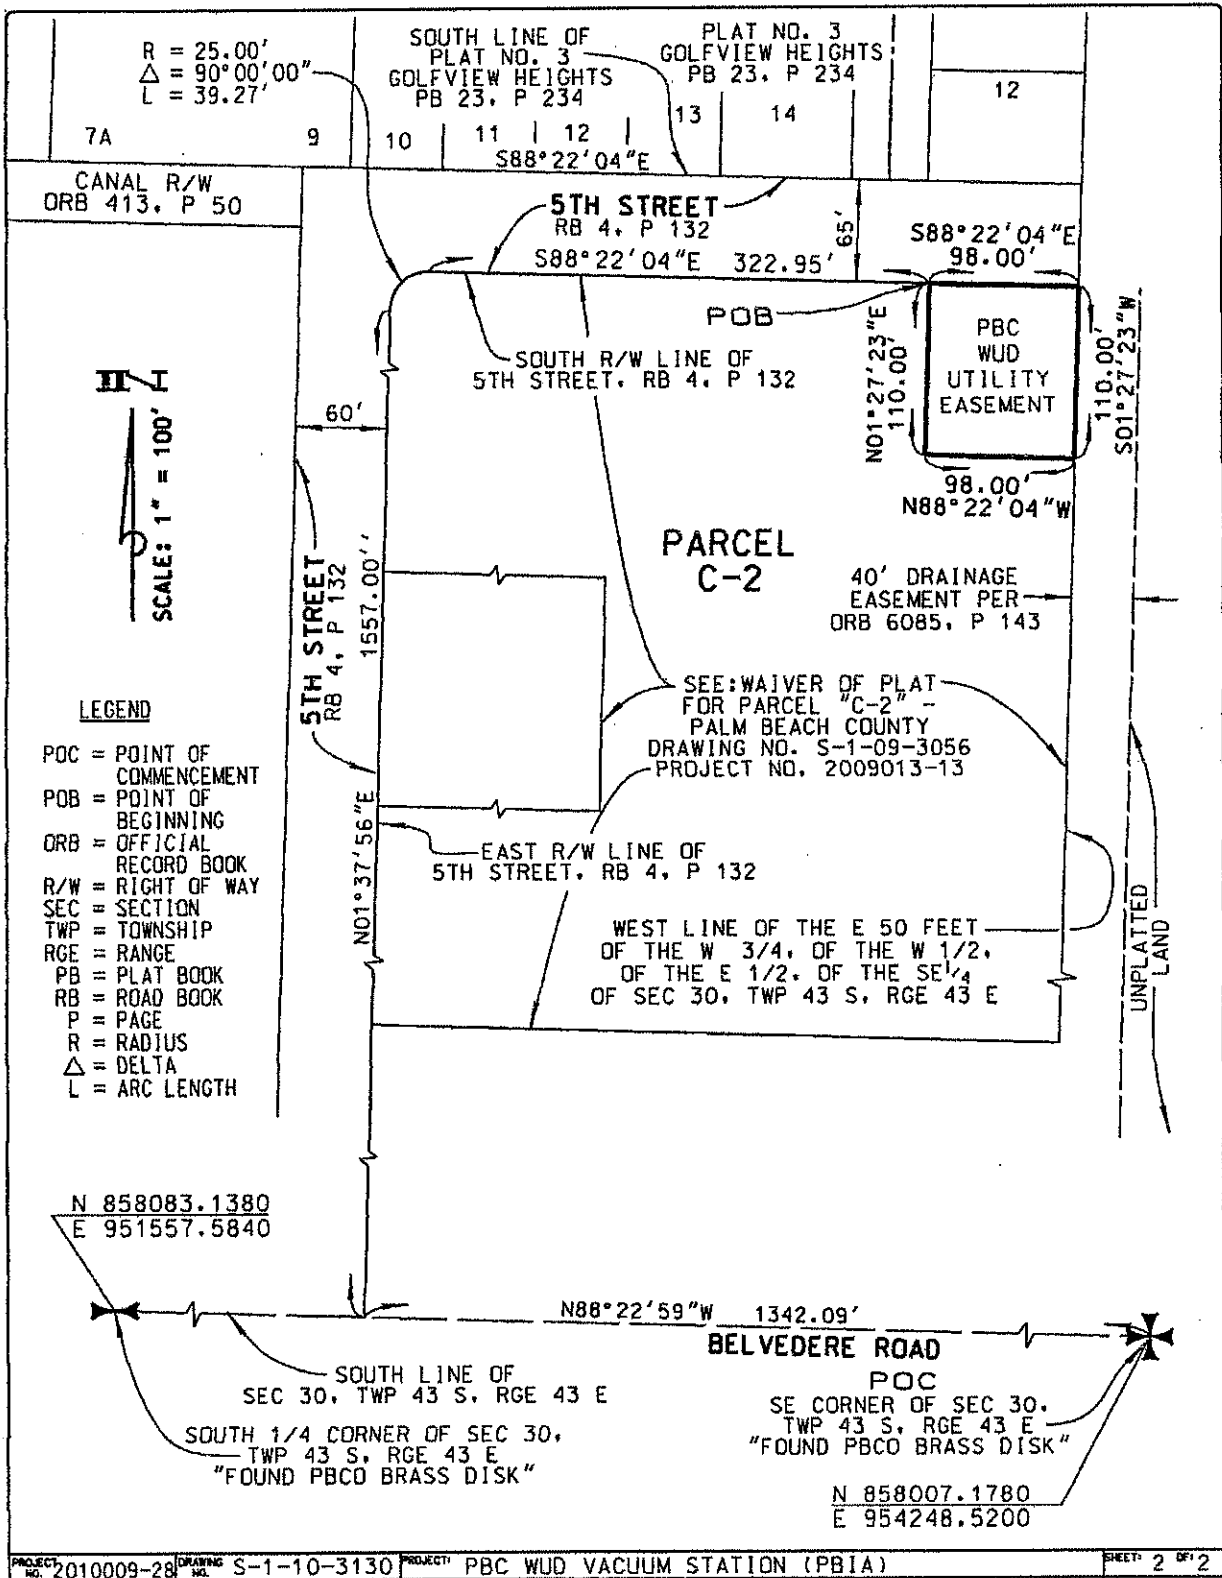 R = 25.00'
△ = 90°00'00"
L = 39.27'
SOUTH LINE OF
PLAT NO. 3
GOLFVIEW HEIGHTS
PB 23, P 234
PLAT NO. 3
GOLFVIEW HEIGHTS
PB 23, P 234
7A
9
10
11
12
13
14
12
S88°22'04"E
CANAL R/W
ORB 413, P 50
5TH STREET
RB 4, P 132
65'
S88°22'04"E
98.00'
S88°22'04"E 322.95'
POB
SOUTH R/W LINE OF
5TH STREET, RB 4, P 132
N01°27'23"E
110.00'
PBC
WUD
UTILITY
EASEMENT
110.00'
S01°27'23"W
98.00'
N88°22'04"W
60'
SCALE: 1" = 100'
PARCEL
C-2
40' DRAINAGE
EASEMENT PER
ORB 6085, P 143
5TH STREET
RB 4, P 132
1557.00''
N01°37'56"E
SEE:WAIVER OF PLAT
FOR PARCEL "C-2" -
PALM BEACH COUNTY
DRAWING NO. S-1-09-3056
PROJECT NO. 2009013-13
LEGEND
POC = POINT OF
COMMENCEMENT
POB = POINT OF
BEGINNING
ORB = OFFICIAL
RECORD BOOK
R/W = RIGHT OF WAY
SEC = SECTION
TWP = TOWNSHIP
RGE = RANGE
PB = PLAT BOOK
RB = ROAD BOOK
P = PAGE
R = RADIUS
△ = DELTA
L = ARC LENGTH
EAST R/W LINE OF
5TH STREET, RB 4, P 132
WEST LINE OF THE E 50 FEET
OF THE W 3/4, OF THE W 1/2,
OF THE E 1/2, OF THE SE1/4
OF SEC 30, TWP 43 S, RGE 43 E
UNPLATTED
LAND
N 858083.1380
E 951557.5840
N88°22'59"W 1342.09'
BELVEDERE ROAD
SOUTH LINE OF
SEC 30, TWP 43 S, RGE 43 E
SOUTH 1/4 CORNER OF SEC 30,
TWP 43 S, RGE 43 E
"FOUND PBCO BRASS DISK"
POC
SE CORNER OF SEC 30,
TWP 43 S, RGE 43 E
"FOUND PBCO BRASS DISK"
N 858007.1780
E 954248.5200
PROJECT NO. 2010009-28 DRAWING NO. S-1-10-3130 PROJECT: PBC WUD VACUUM STATION (PBIA) SHEET: 2 OF: 2